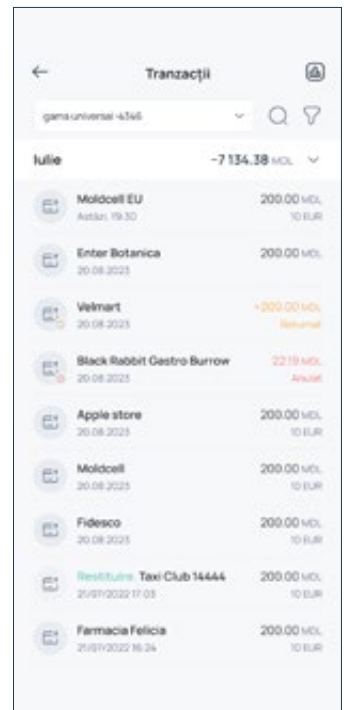 Tranzacții
gama universal -4346
Iulie -7 134.38 MDL
Moldcell EU 200.00 MDL
Astăzi, 19:30 10 EUR
Enter Botanica 200.00 MDL
20.08.2023
Velmart +200.00 MDL
20.08.2023 Returnat
Black Rabbit Gastro Burrow 22.19 MDL
20.08.2023 Anulat
Apple store 200.00 MDL
20.08.2023 10 EUR
Moldcell 200.00 MDL
20.08.2023 10 EUR
Fidesco 200.00 MDL
20.08.2023 10 EUR
Restituire. Taxi Club 14444 200.00 MDL
21/07/2022 17:03 10 EUR
Farmacia Felicia 200.00 MDL
21/07/2022 16:24 10 EUR